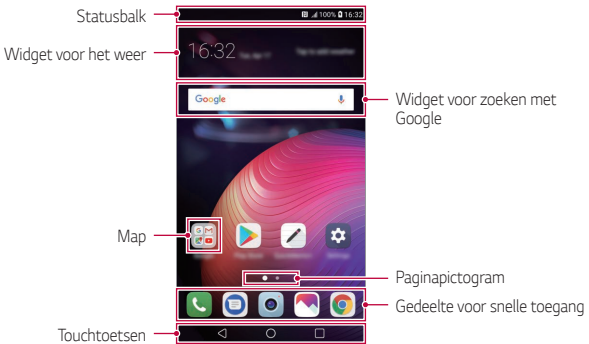 Statusbalk
100% 16:32
Widget voor het weer
16:32
Google
Widget voor zoeken met
Google
Map
Paginapictogram
Gedeelte voor snelle toegang
Touchtoetsen